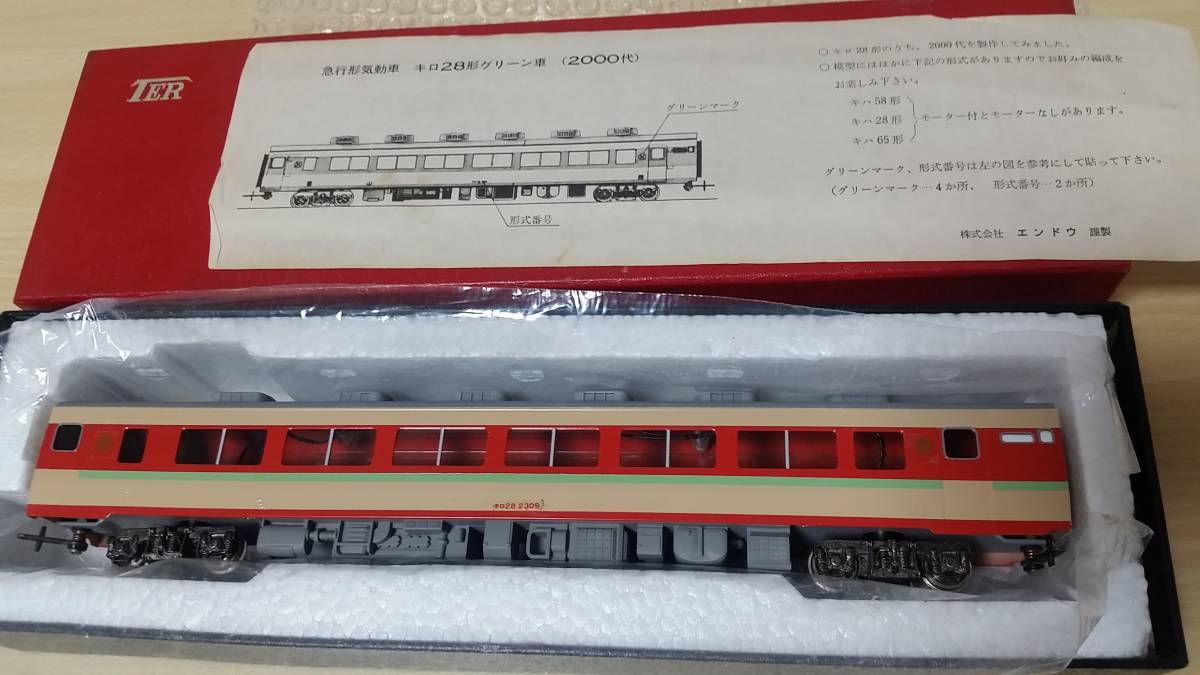 TER
急行形気動車 キロ28形グリーン車 (2000代)
グリーンマーク
形式番号
○ キロ28形のうち、2000代を製作してみました。
○ 模型にはほかに下記の形式がありますのでお好みの編成を
お楽しみ下さい。
キハ58形
キハ28形
キハ65形
モーター付とモーターなしがあります。
グリーンマーク、形式番号は左の図を参考にして貼って下さい。
(グリーンマーク…4か所、 形式番号…2か所)
株式会社 エンドウ 謹製
キロ28 2309